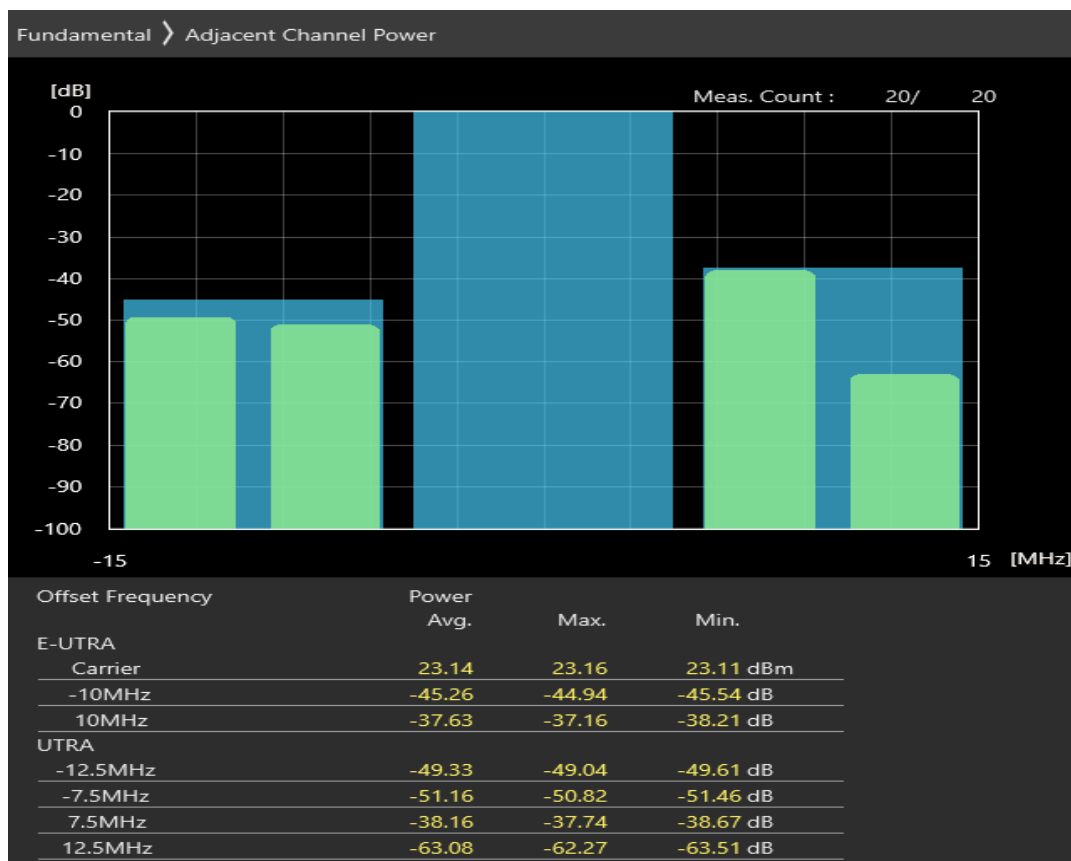 Fundamental 〉 Adjacent Channel Power
[dB]
Meas. Count : 20/ 20
0
-10
-20
-30
-40
-50
-60
-70
-80
-90
-100
-15 15 [MHz]
Offset Frequency Power
Avg. Max. Min.
E-UTRA
Carrier 23.14 23.16 23.11 dBm
-10MHz -45.26 -44.94 -45.54 dB
10MHz -37.63 -37.16 -38.21 dB
UTRA
-12.5MHz -49.33 -49.04 -49.61 dB
-7.5MHz -51.16 -50.82 -51.46 dB
7.5MHz -38.16 -37.74 -38.67 dB
12.5MHz -63.08 -62.27 -63.51 dB